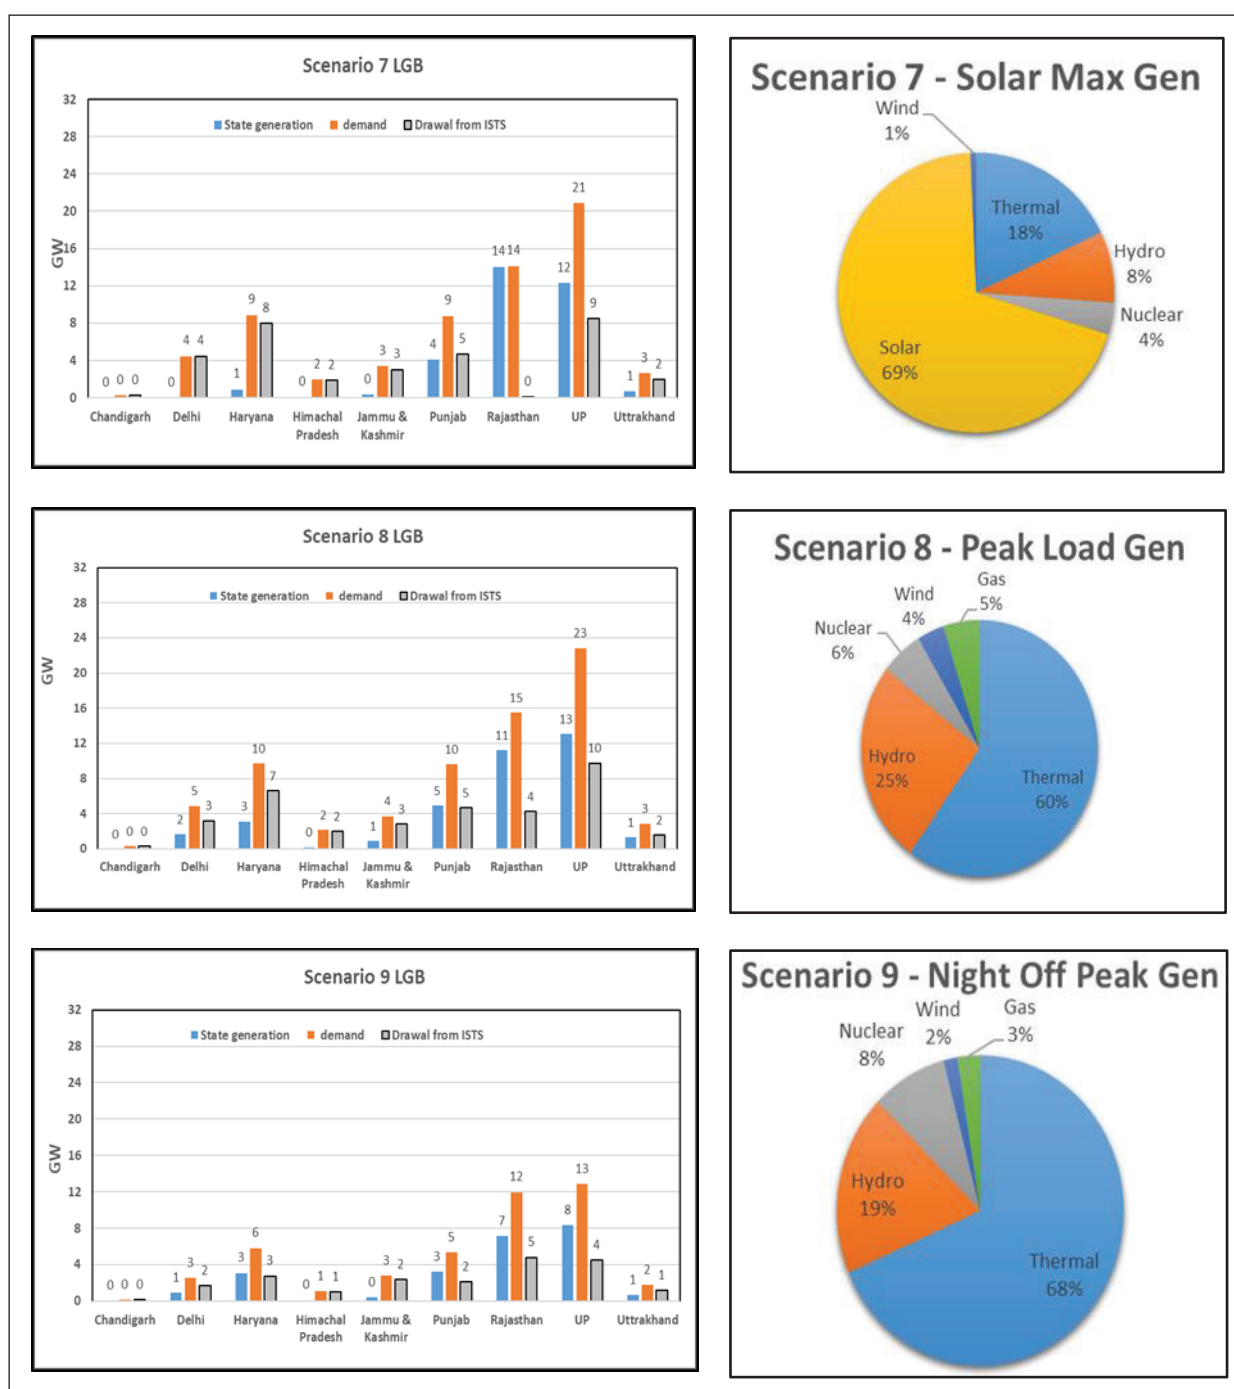 Scenario 7 LGB
State generation demand Drawal from ISTS
GW
32
28
24
20
16
12
8
4
0
0 0 0
0 4 4
1 9 8
0 2 2
0 3 3
4 9 5
14 14 0
12 21 9
1 3 2
Chandigarh Delhi Haryana Himachal Pradesh Jammu & Kashmir Punjab Rajasthan UP Uttrakhand
Scenario 7 - Solar Max Gen
Wind
1%
Thermal
18%
Hydro
8%
Nuclear
4%
Solar
69%
Scenario 8 LGB
State generation demand Drawal from ISTS
GW
32
28
24
20
16
12
8
4
0
0 0 0
2 5 3
3 10 7
0 2 2
1 4 3
5 10 5
11 15 4
13 23 10
1 3 2
Chandigarh Delhi Haryana Himachal Pradesh Jammu & Kashmir Punjab Rajasthan UP Uttrakhand
Scenario 8 - Peak Load Gen
Gas
5%
Wind
4%
Nuclear
6%
Hydro
25%
Thermal
60%
Scenario 9 LGB
State generation demand Drawal from ISTS
GW
32
28
24
20
16
12
8
4
0
0 0 0
1 3 2
3 6 3
0 1 1
0 3 2
3 5 2
7 12 5
8 13 4
1 2 1
Chandigarh Delhi Haryana Himachal Pradesh Jammu & Kashmir Punjab Rajasthan UP Uttrakhand
Scenario 9 - Night Off Peak Gen
Wind
2%
Gas
3%
Nuclear
8%
Hydro
19%
Thermal
68%